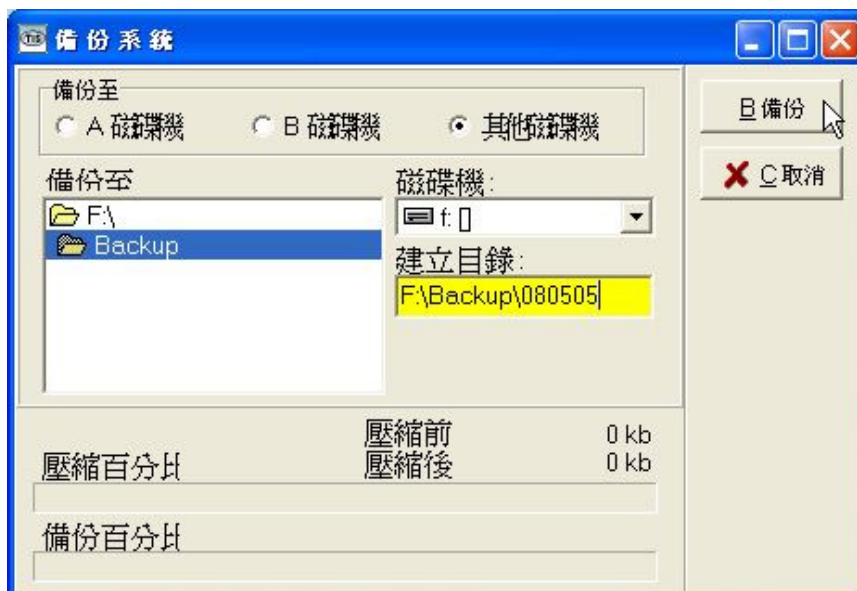 備份系統
備份至
A 磁碟機
B 磁碟機
其他磁碟機
B 備份
C 取消
備份至
磁碟機:
F:\
Backup
f: []
建立目錄:
F:\Backup\080505
壓縮前 0 kb
壓縮後 0 kb
壓縮百分比
備份百分比